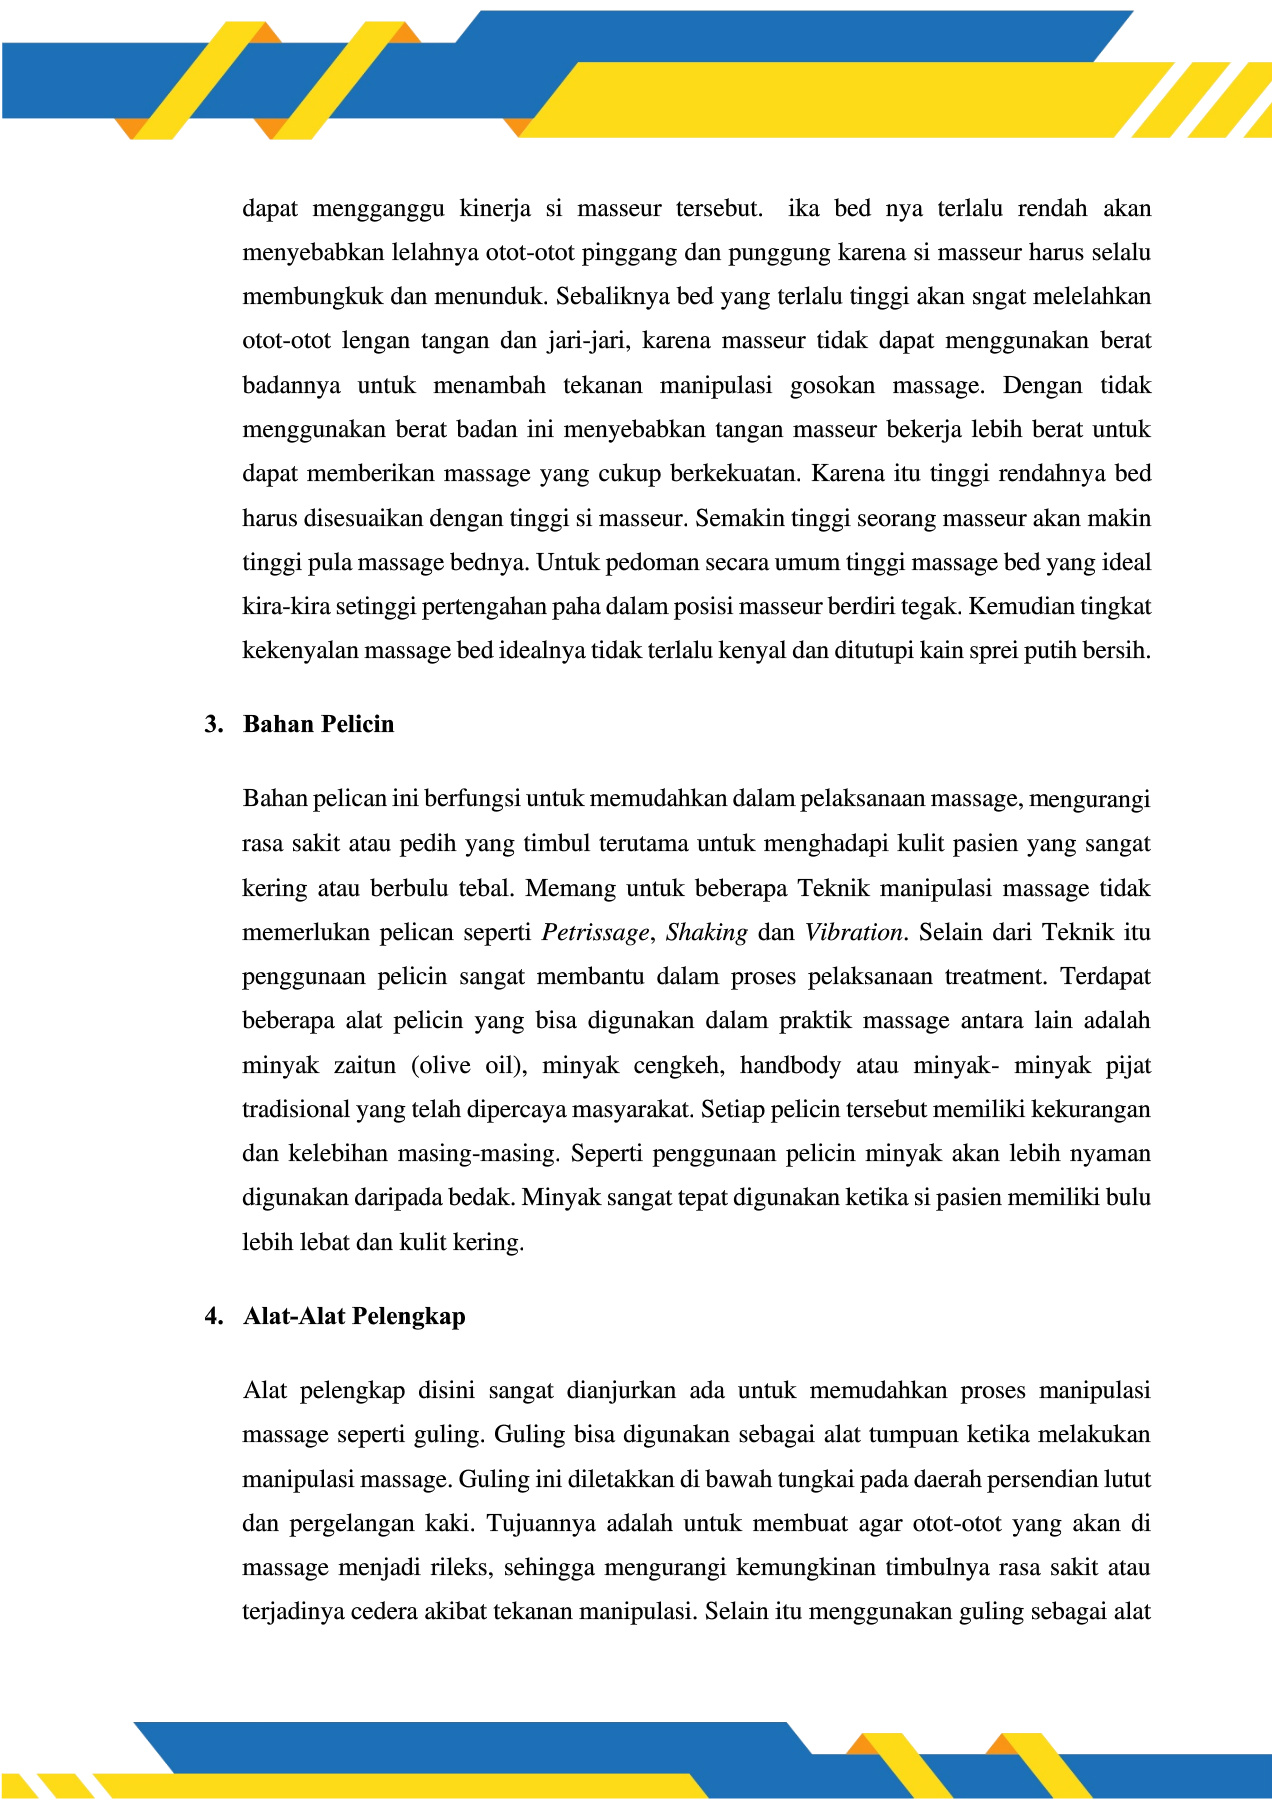 dapat mengganggu kinerja si masseur tersebut. ika bed nya terlalu rendah akan
menyebabkan lelahnya otot-otot pinggang dan punggung karena si masseur harus selalu
membungkuk dan menunduk. Sebaliknya bed yang terlalu tinggi akan sngat melelahkan
otot-otot lengan tangan dan jari-jari, karena masseur tidak dapat menggunakan berat
badannya untuk menambah tekanan manipulasi gosokan massage. Dengan tidak
menggunakan berat badan ini menyebabkan tangan masseur bekerja lebih berat untuk
dapat memberikan massage yang cukup berkekuatan. Karena itu tinggi rendahnya bed
harus disesuaikan dengan tinggi si masseur. Semakin tinggi seorang masseur akan makin
tinggi pula massage bednya. Untuk pedoman secara umum tinggi massage bed yang ideal
kira-kira setinggi pertengahan paha dalam posisi masseur berdiri tegak. Kemudian tingkat
kekenyalan massage bed idealnya tidak terlalu kenyal dan ditutupi kain sprei putih bersih.
3. Bahan Pelicin
Bahan pelican ini berfungsi untuk memudahkan dalam pelaksanaan massage, mengurangi
rasa sakit atau pedih yang timbul terutama untuk menghadapi kulit pasien yang sangat
kering atau berbulu tebal. Memang untuk beberapa Teknik manipulasi massage tidak
memerlukan pelican seperti Petrissage, Shaking dan Vibration. Selain dari Teknik itu
penggunaan pelicin sangat membantu dalam proses pelaksanaan treatment. Terdapat
beberapa alat pelicin yang bisa digunakan dalam praktik massage antara lain adalah
minyak zaitun (olive oil), minyak cengkeh, handbody atau minyak- minyak pijat
tradisional yang telah dipercaya masyarakat. Setiap pelicin tersebut memiliki kekurangan
dan kelebihan masing-masing. Seperti penggunaan pelicin minyak akan lebih nyaman
digunakan daripada bedak. Minyak sangat tepat digunakan ketika si pasien memiliki bulu
lebih lebat dan kulit kering.
4. Alat-Alat Pelengkap
Alat pelengkap disini sangat dianjurkan ada untuk memudahkan proses manipulasi
massage seperti guling. Guling bisa digunakan sebagai alat tumpuan ketika melakukan
manipulasi massage. Guling ini diletakkan di bawah tungkai pada daerah persendian lutut
dan pergelangan kaki. Tujuannya adalah untuk membuat agar otot-otot yang akan di
massage menjadi rileks, sehingga mengurangi kemungkinan timbulnya rasa sakit atau
terjadinya cedera akibat tekanan manipulasi. Selain itu menggunakan guling sebagai alat